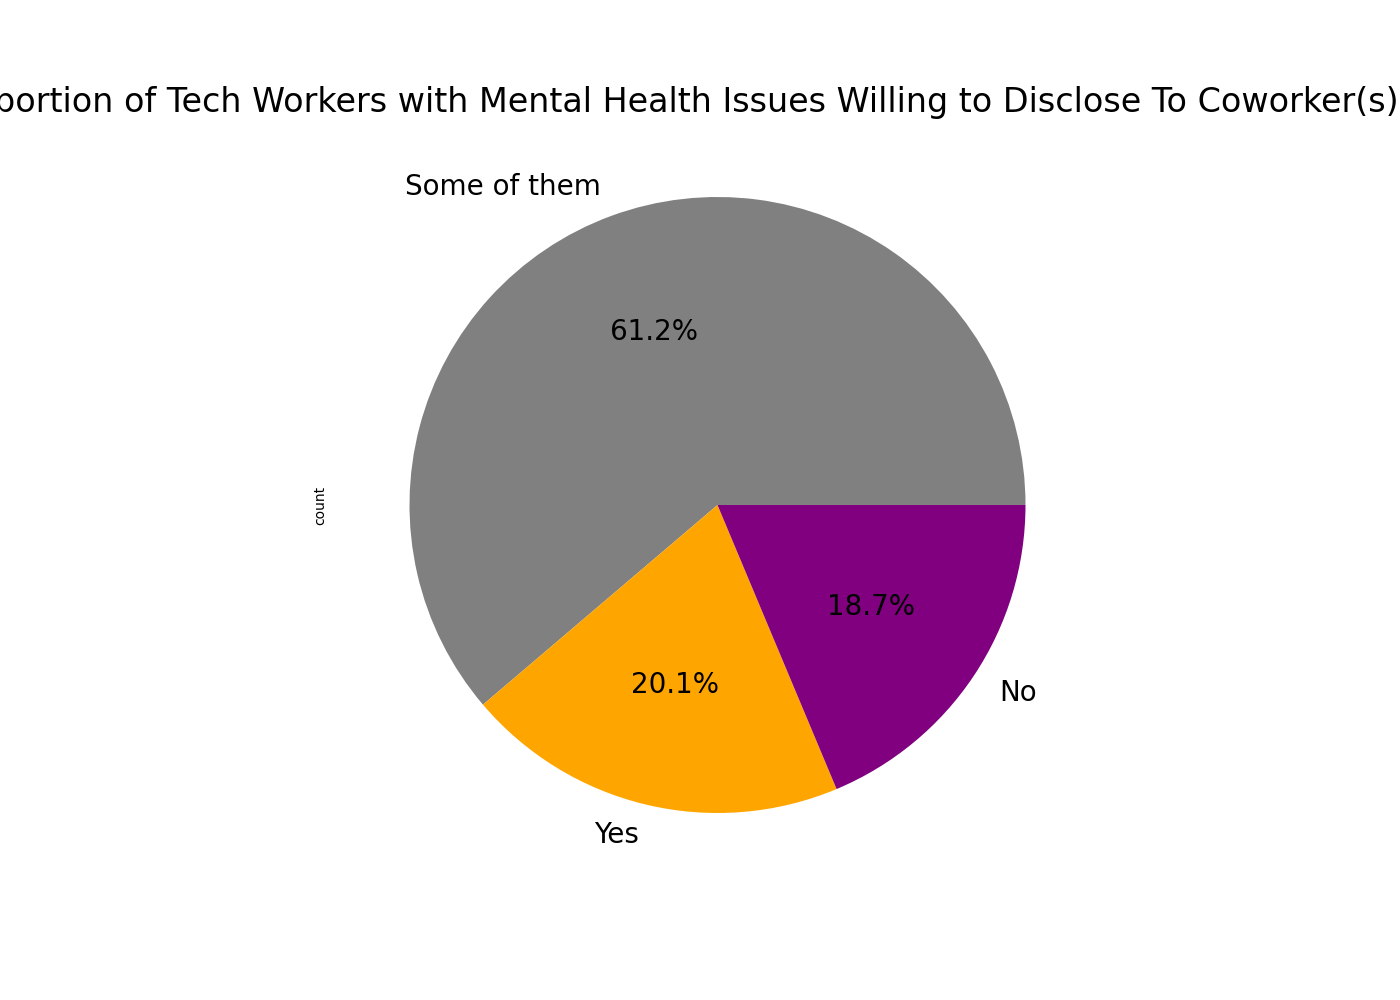 portion of Tech Workers with Mental Health Issues Willing to Disclose To Coworker(s)
Some of them
61.2%
count
18.7%
20.1%
No
Yes